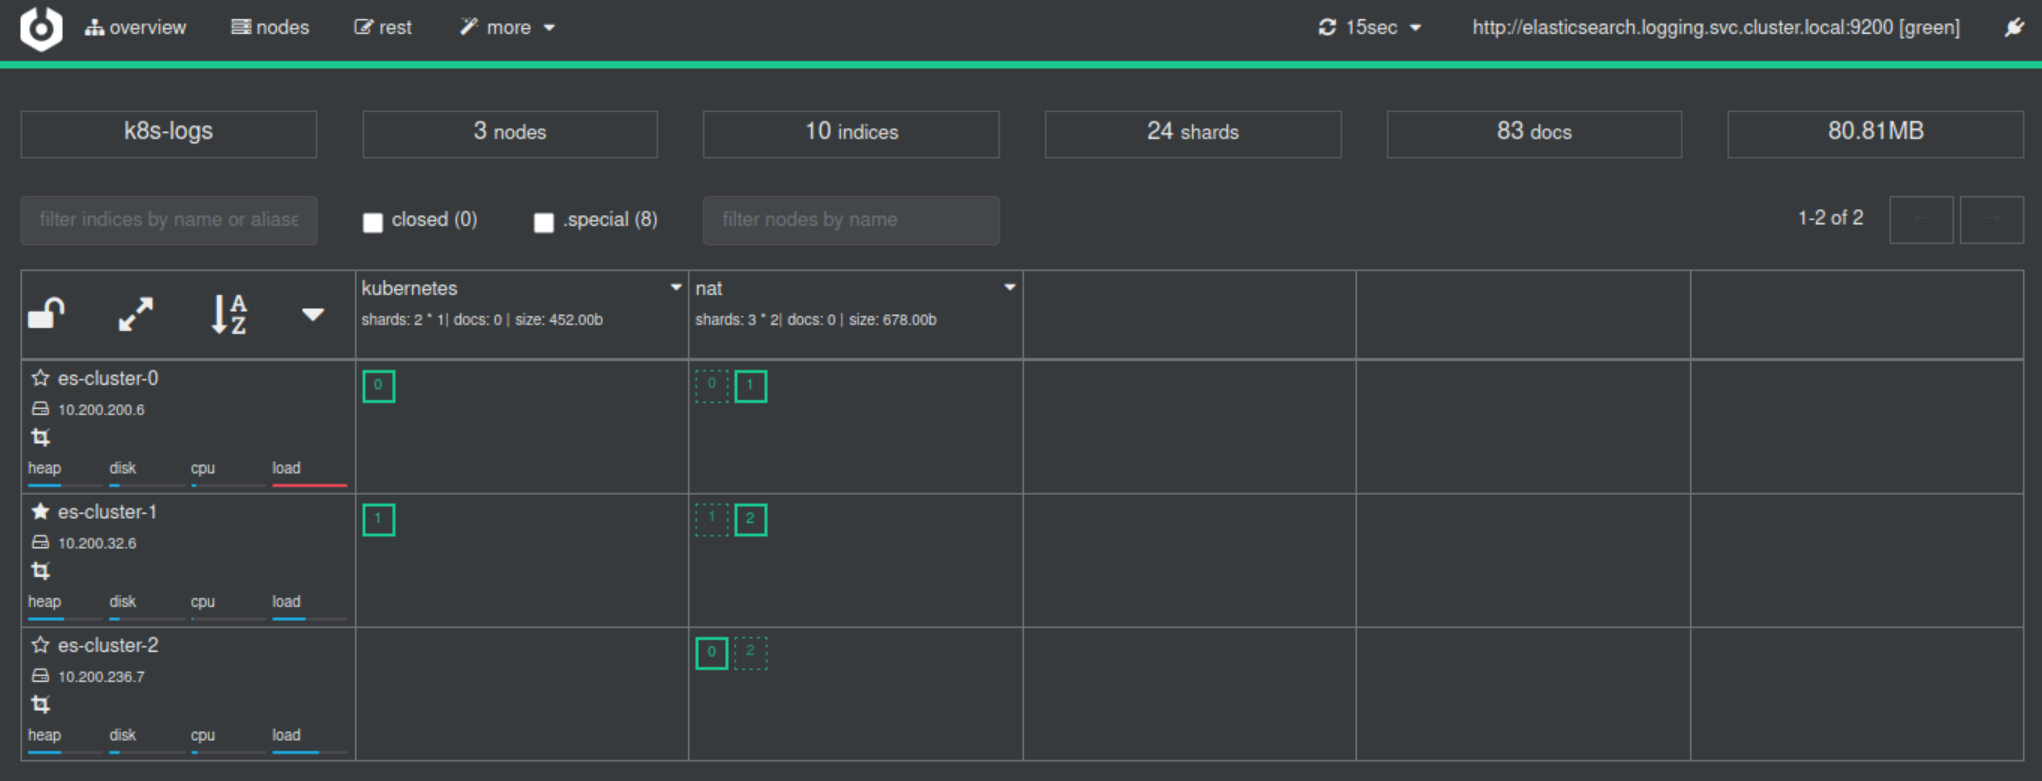 overview nodes rest more 15sec http://elasticsearch.logging.svc.cluster.local:9200 [green]
k8s-logs 3 nodes 10 indices 24 shards 83 docs 80.81MB
filter indices by name or aliase closed (0) .special (8) filter nodes by name 1-2 of 2
A
Z
kubernetes nat
shards: 2 * 1| docs: 0 | size: 452.00b shards: 3 * 2| docs: 0 | size: 678.00b
es-cluster-0 0 0 1
10.200.200.6
heap disk cpu load
es-cluster-1 1 1 2
10.200.32.6
heap disk cpu load
es-cluster-2 0 2
10.200.236.7
heap disk cpu load